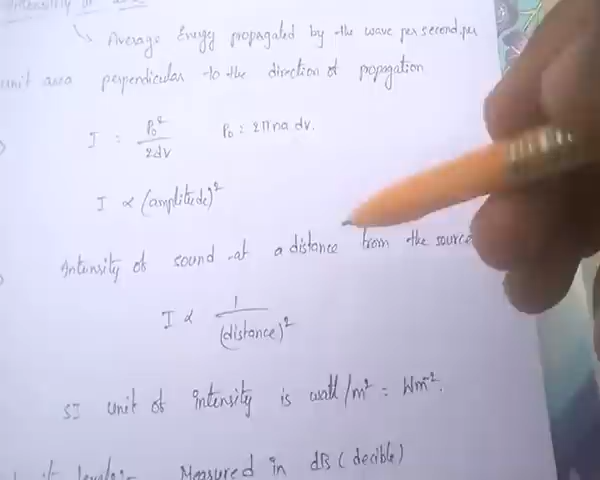 Average Energy propagated by the wave per second, per
unit area perpendicular to the direction of propagation
I = P₀² / 2dv    P₀ = 2πna dv.
I ∝ (amplitude)²
Intensity of sound at a distance from the source
I ∝ 1 / (distance)²
SI unit of intensity is watt/m² = Wm⁻².
Measured in dB (decible)